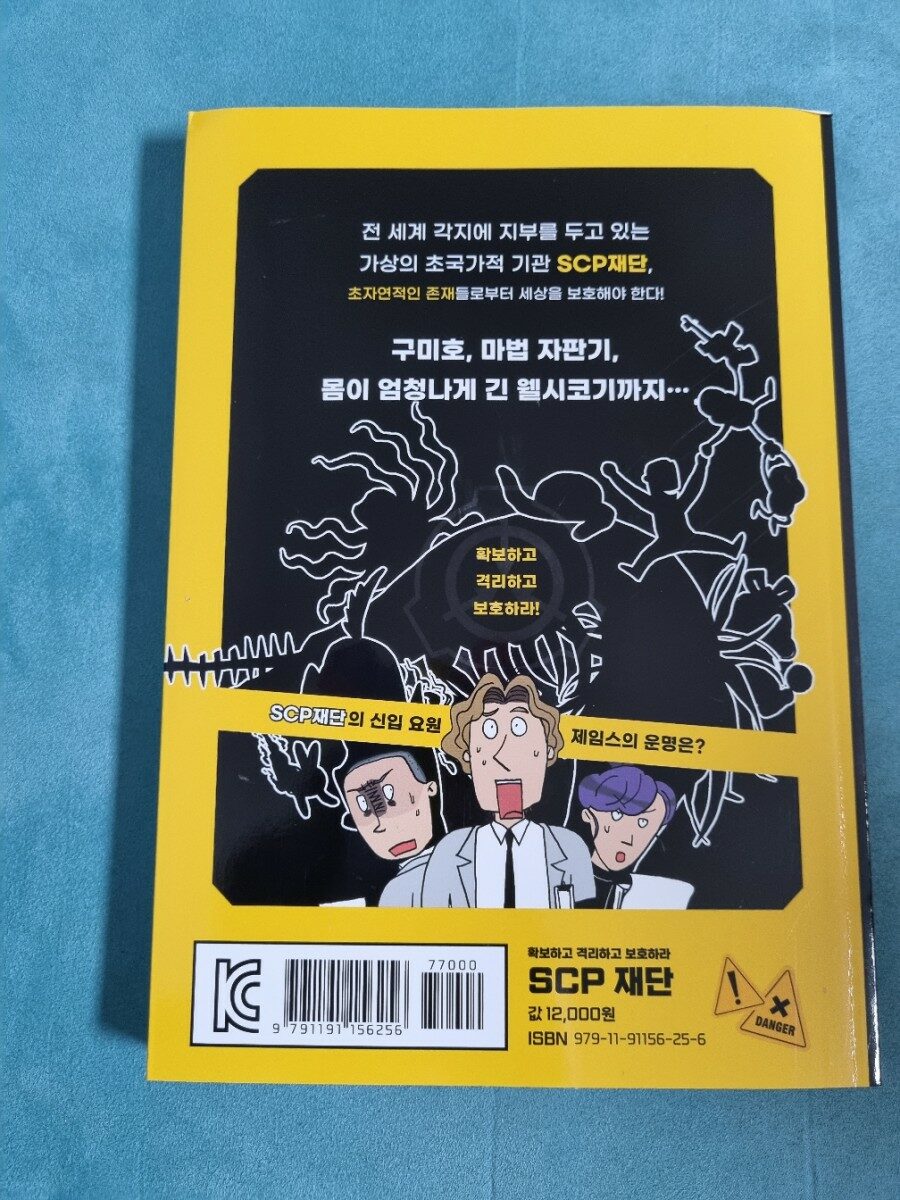 전 세계 각지에 지부를 두고 있는
가상의 초국가적 기관 SCP재단,
초자연적인 존재들로부터 세상을 보호해야 한다!
구미호, 마법 자판기,
몸이 엄청나게 긴 웰시코기까지…
확보하고
격리하고
보호하라!
SCP재단의 신입 요원
제임스의 운명은?
77000
9 791191 156256
확보하고 격리하고 보호하라
SCP 재단
값 12,000원
ISBN 979-11-91156-25-6
!
DANGER